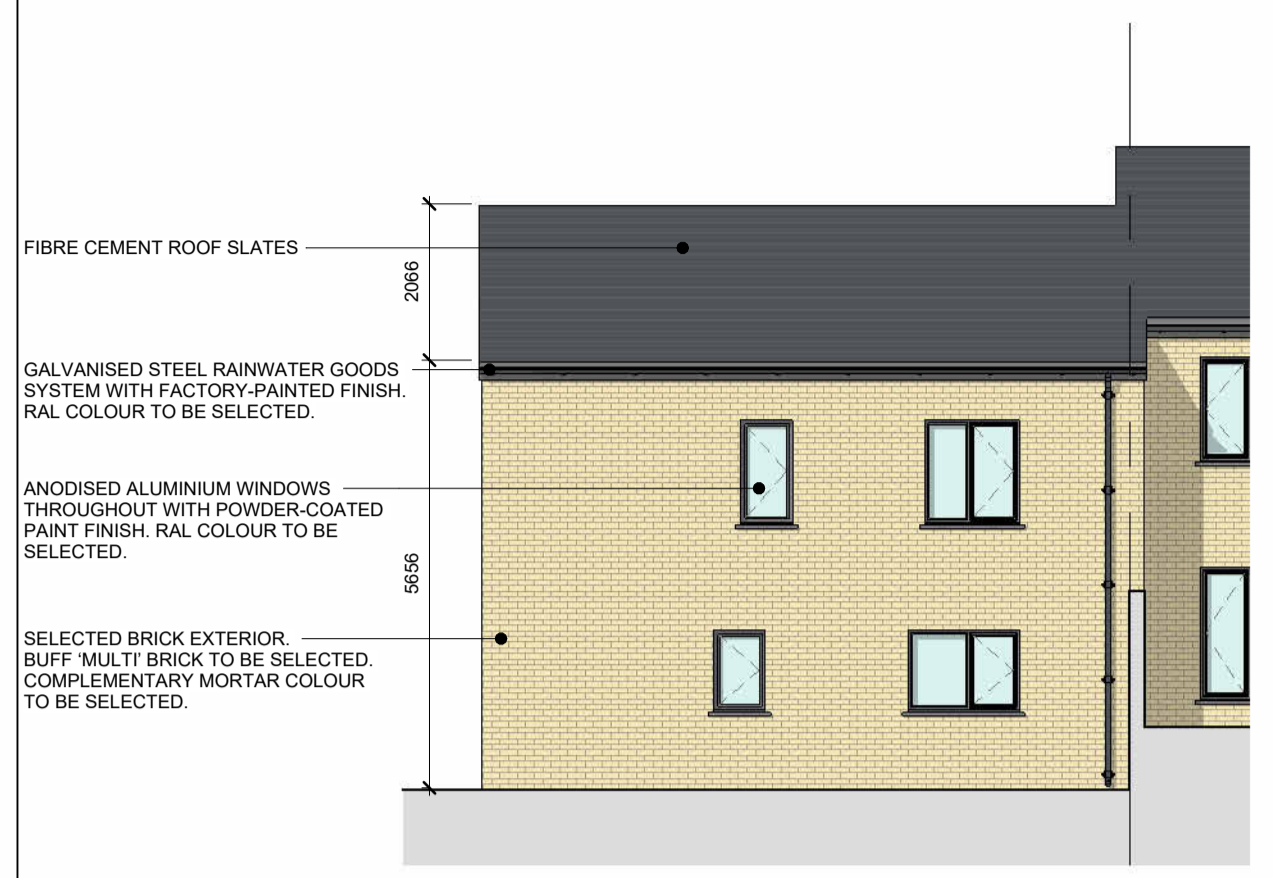 FIBRE CEMENT ROOF SLATES
2066
GALVANISED STEEL RAINWATER GOODS
SYSTEM WITH FACTORY-PAINTED FINISH.
RAL COLOUR TO BE SELECTED.
ANODISED ALUMINIUM WINDOWS
THROUGHOUT WITH POWDER-COATED
PAINT FINISH. RAL COLOUR TO BE
SELECTED.
5656
SELECTED BRICK EXTERIOR.
BUFF ‘MULTI’ BRICK TO BE SELECTED.
COMPLEMENTARY MORTAR COLOUR
TO BE SELECTED.